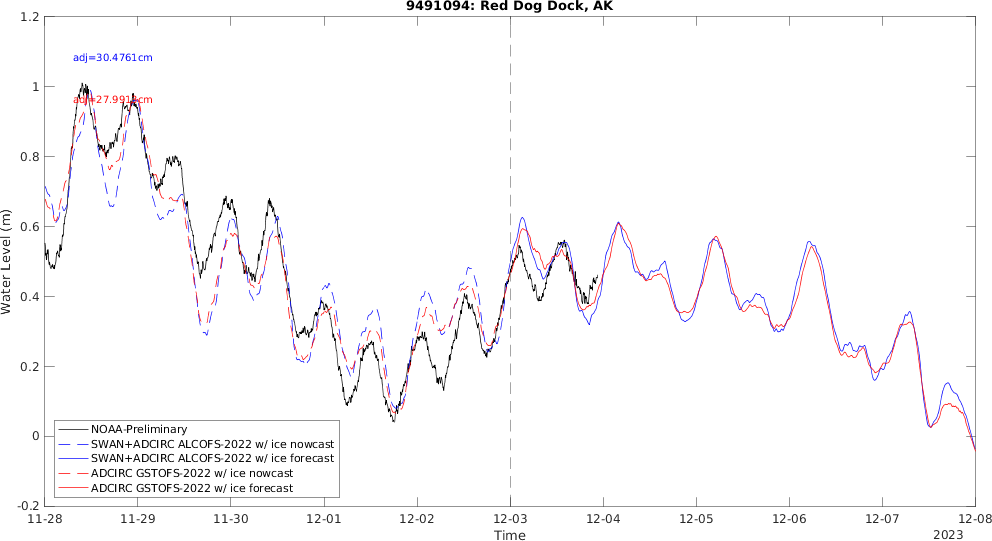 9491094: Red Dog Dock, AK
1.2
1
0.8
0.6
0.4
0.2
0
-0.2
Water Level (m)
adj=30.4761cm
NOAA-Preliminary
SWAN+ADCIRC ALCOFS-2022 w/ ice nowcast
SWAN+ADCIRC ALCOFS-2022 w/ ice forecast
ADCIRC GSTOFS-2022 w/ ice nowcast
ADCIRC GSTOFS-2022 w/ ice forecast
11-28 11-29 11-30 12-01 12-02 12-03 12-04 12-05 12-06 12-07 12-08
Time
2023